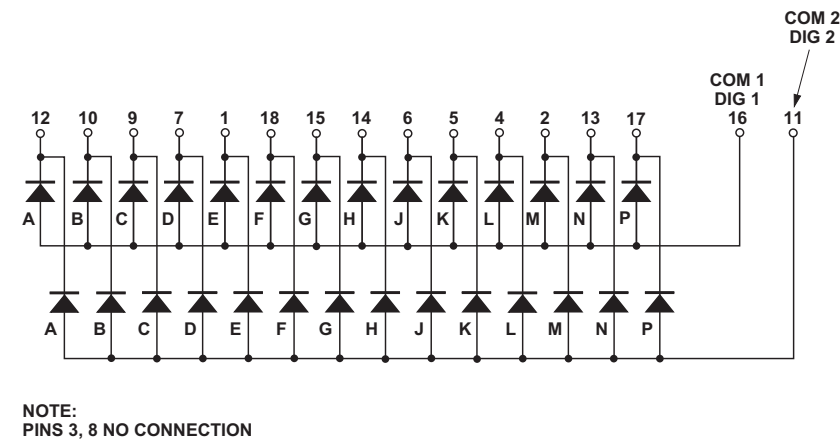 COM 2
DIG 2
COM 1
DIG 1
12 10 9 7 1 18 15 14 6 5 4 2 13 17 16 11
A B C D E F G H J K L M N P
A B C D E F G H J K L M N P
NOTE:
PINS 3, 8 NO CONNECTION